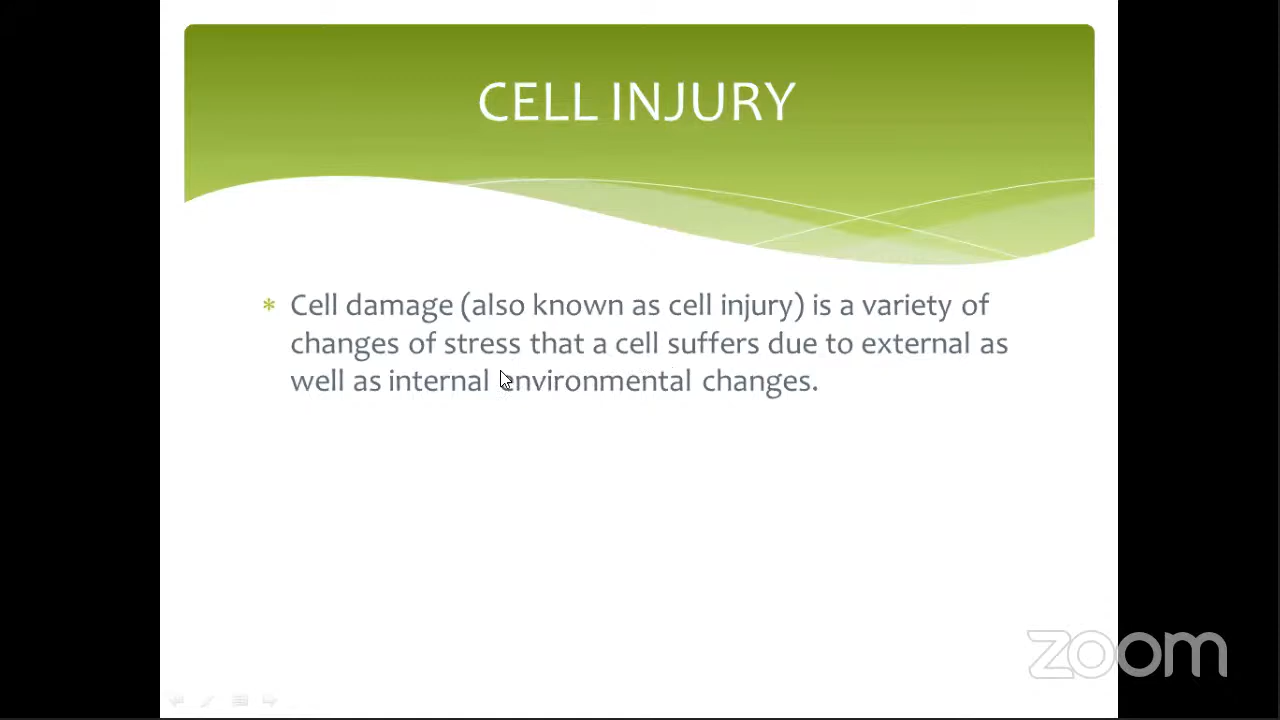 CELL INJURY
* Cell damage (also known as cell injury) is a variety of
changes of stress that a cell suffers due to external as
well as internal environmental changes.
zoom